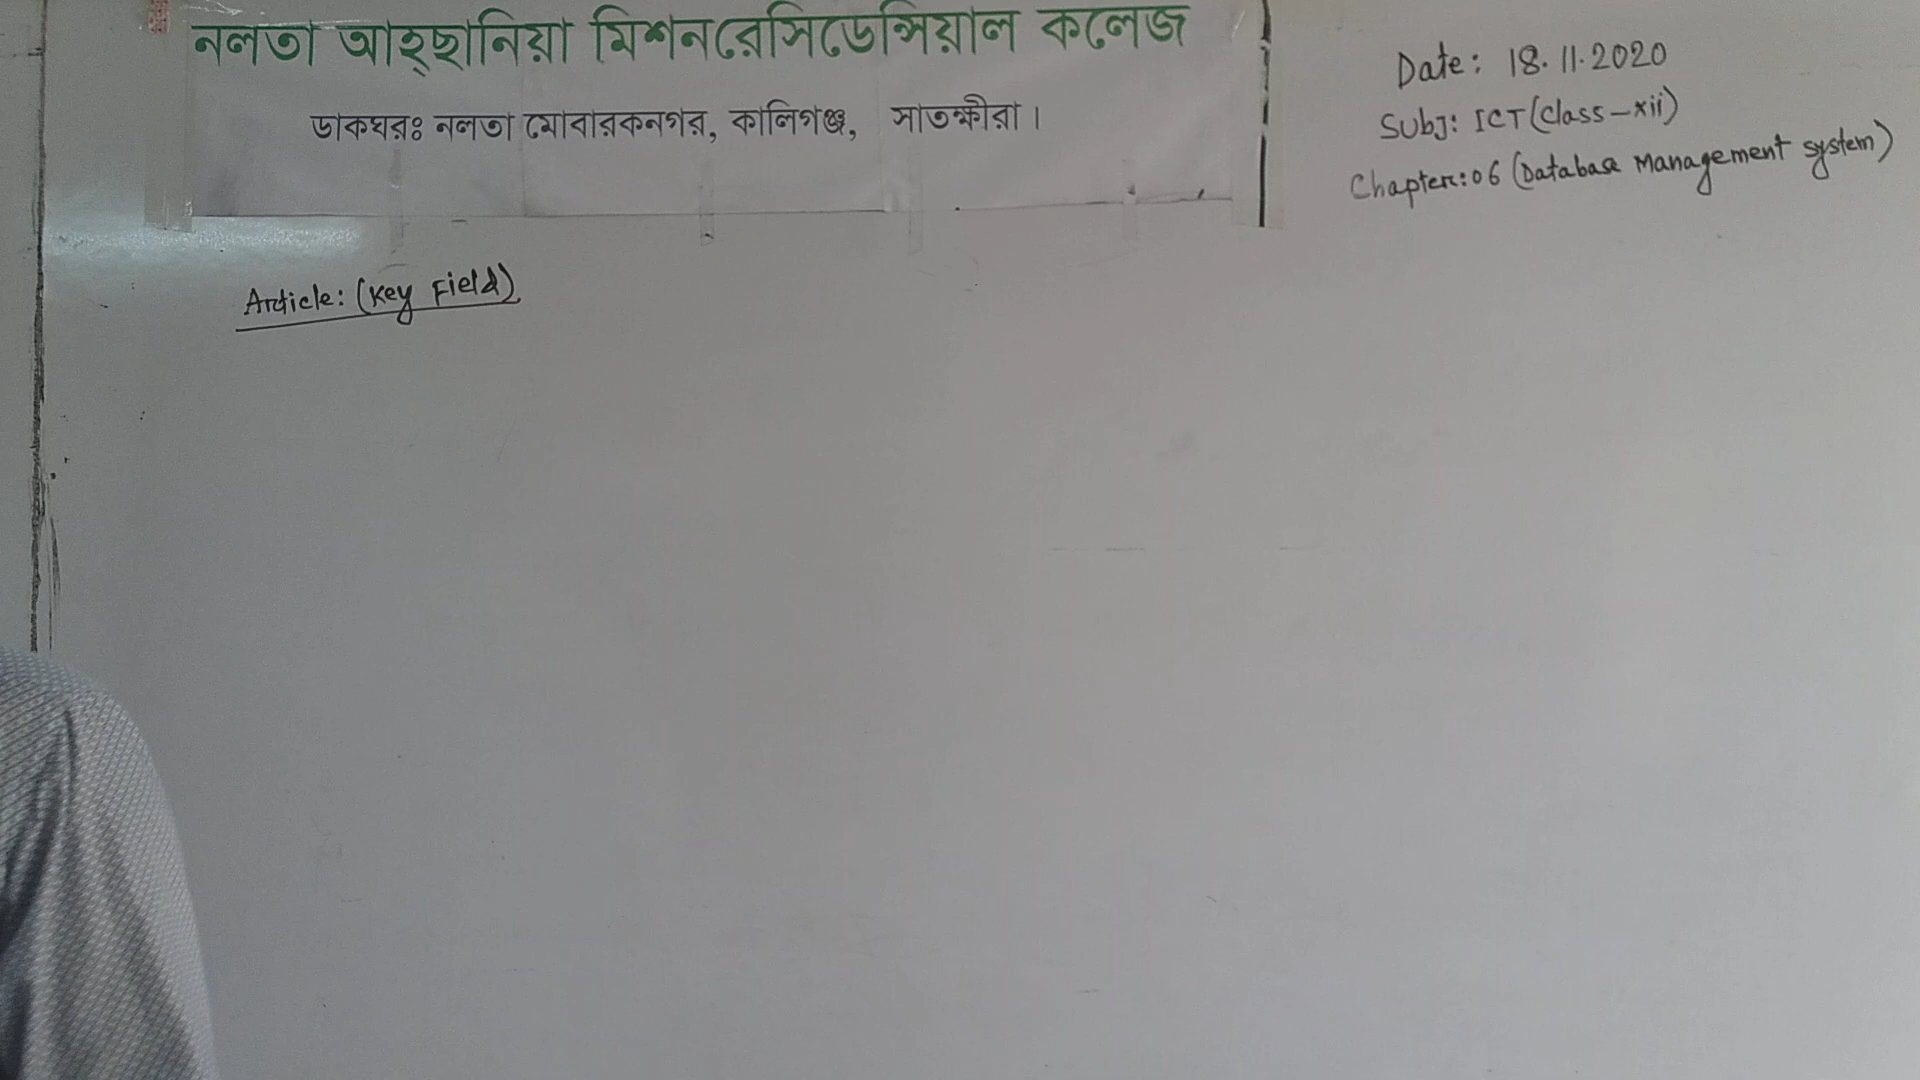 নলতা আহ্ছানিয়া মিশনরেসিডেন্সিয়াল কলেজ
ডাকঘরঃ নলতা মোবারকনগর, কালিগঞ্জ, সাতক্ষীরা।
Date: 18.11.2020
Subj: ICT (Class-xii)
Chapter: 06 (Database Management System)
Article: (Key Field)